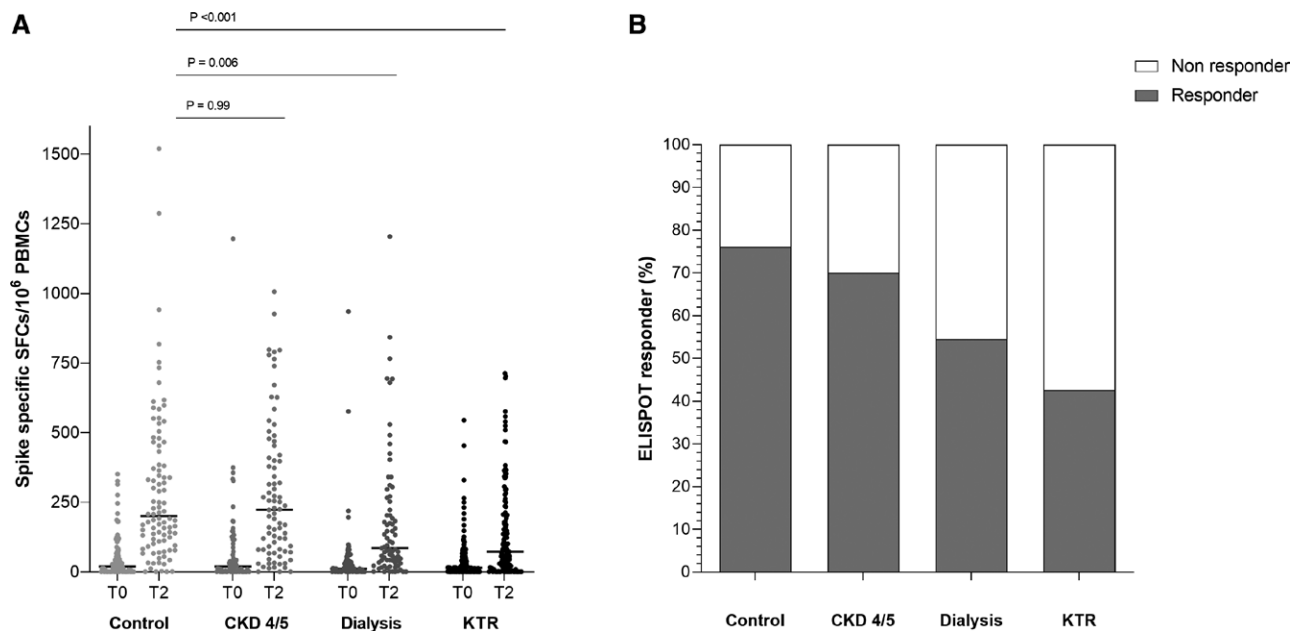 A
P <0.001
P = 0.006
P = 0.99
Spike specific SFCs/10⁶ PBMCs
1500
1250
1000
750
500
250
0
T0 T2 T0 T2 T0 T2 T0 T2
Control CKD 4/5 Dialysis KTR
B
Non responder
Responder
ELISPOT responder (%)
100
90
80
70
60
50
40
30
20
10
0
Control CKD 4/5 Dialysis KTR